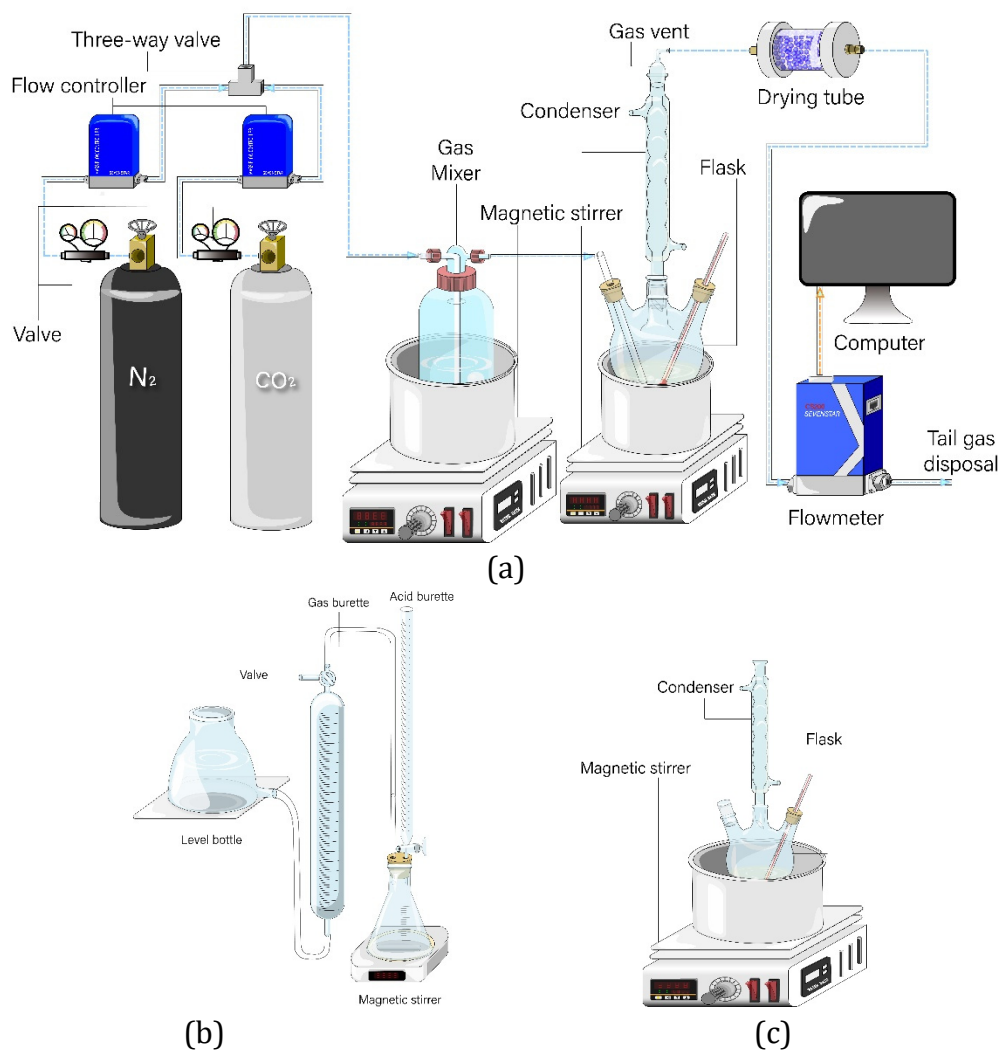 Three-way valve
Flow controller
Gas vent
Condenser
Drying tube
Gas
Mixer
Flask
Magnetic stirrer
Valve
N2
CO2
Computer
SEVENSTAR
Tail gas
disposal
Flowmeter
(a)
Gas burette
Acid burette
Valve
Level bottle
Magnetic stirrer
(b)
Condenser
Flask
Magnetic stirrer
(c)